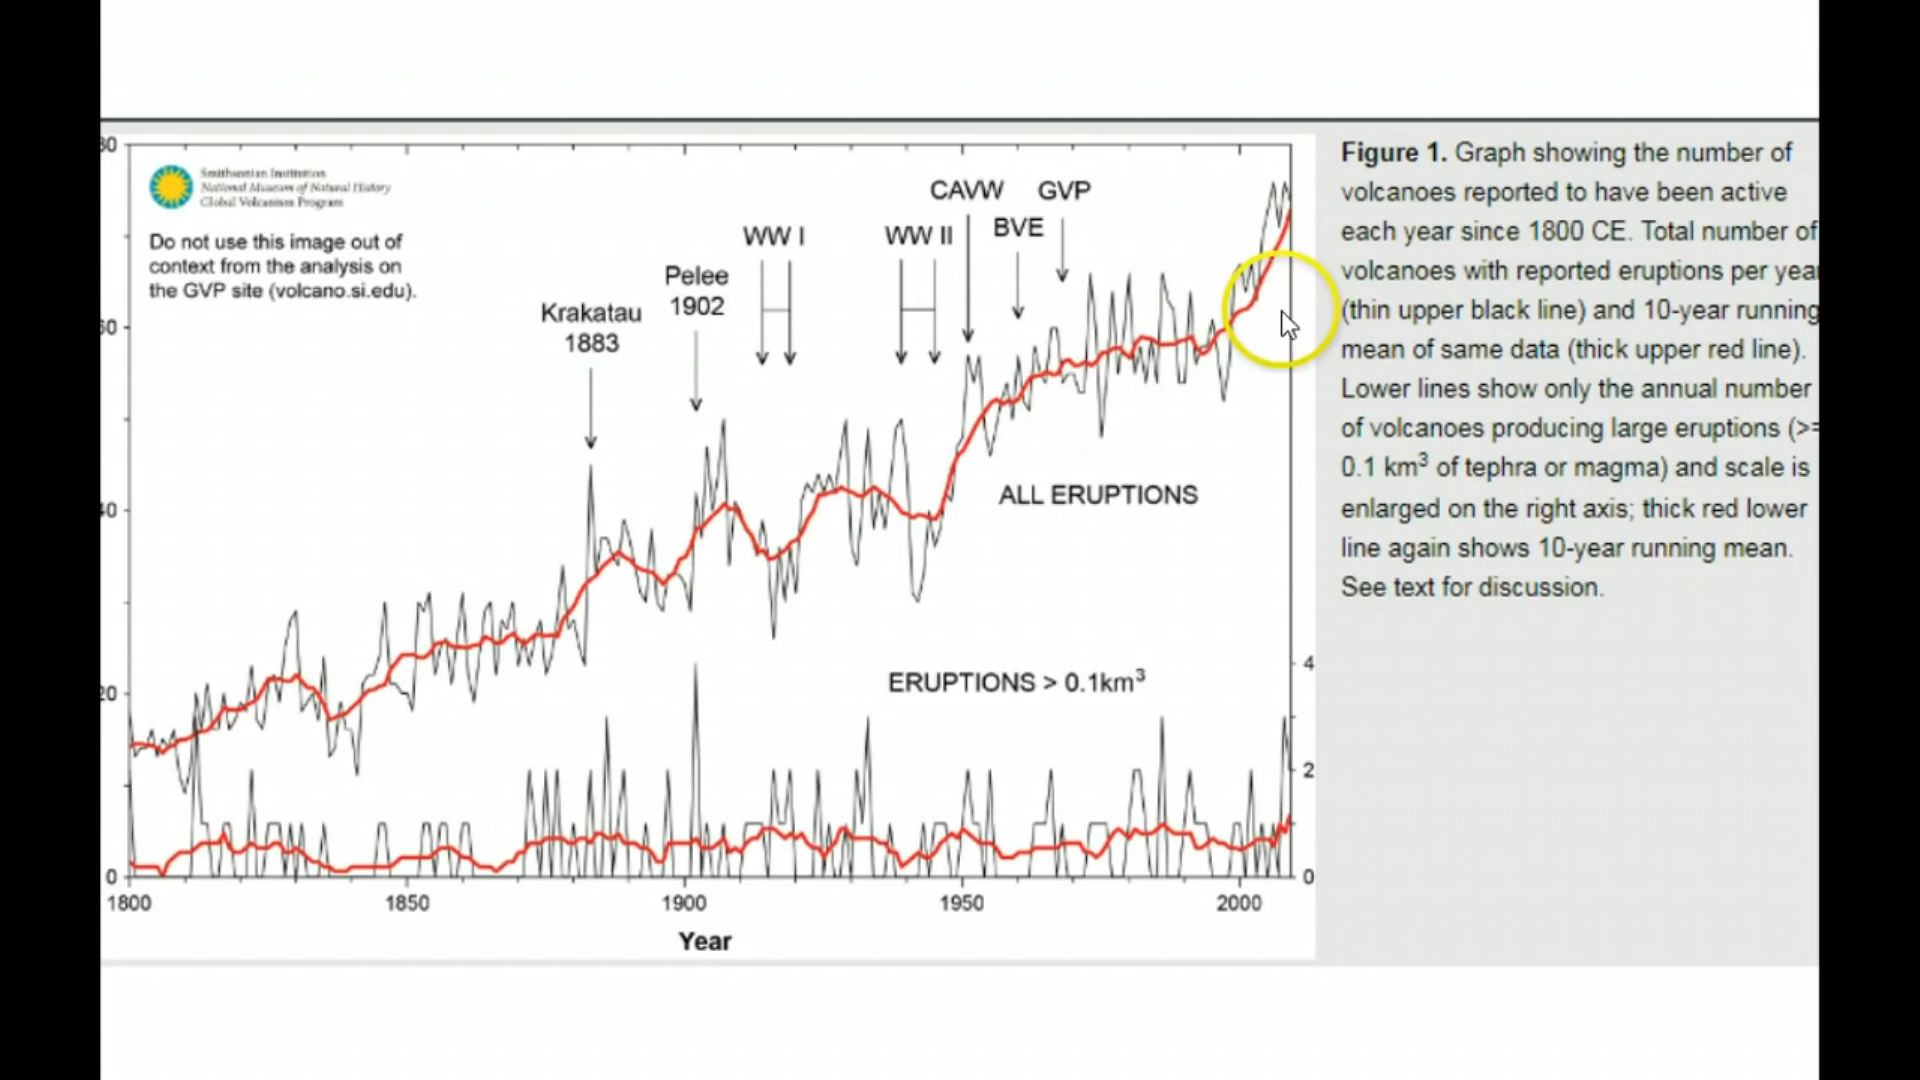 Smithsonian Institution
National Museum of Natural History
Global Volcanism Program
Do not use this image out of
context from the analysis on
the GVP site (volcano.si.edu).
Krakatau
1883
Pelee
1902
WW I
WW II
CAVW
BVE
GVP
ALL ERUPTIONS
ERUPTIONS > 0.1km³
80
60
40
20
0
4
2
0
1800
1850
1900
1950
2000
Year
Figure 1. Graph showing the number of
volcanoes reported to have been active
each year since 1800 CE. Total number of
volcanoes with reported eruptions per year
(thin upper black line) and 10-year running
mean of same data (thick upper red line).
Lower lines show only the annual number
of volcanoes producing large eruptions (>=
0.1 km³ of tephra or magma) and scale is
enlarged on the right axis; thick red lower
line again shows 10-year running mean.
See text for discussion.